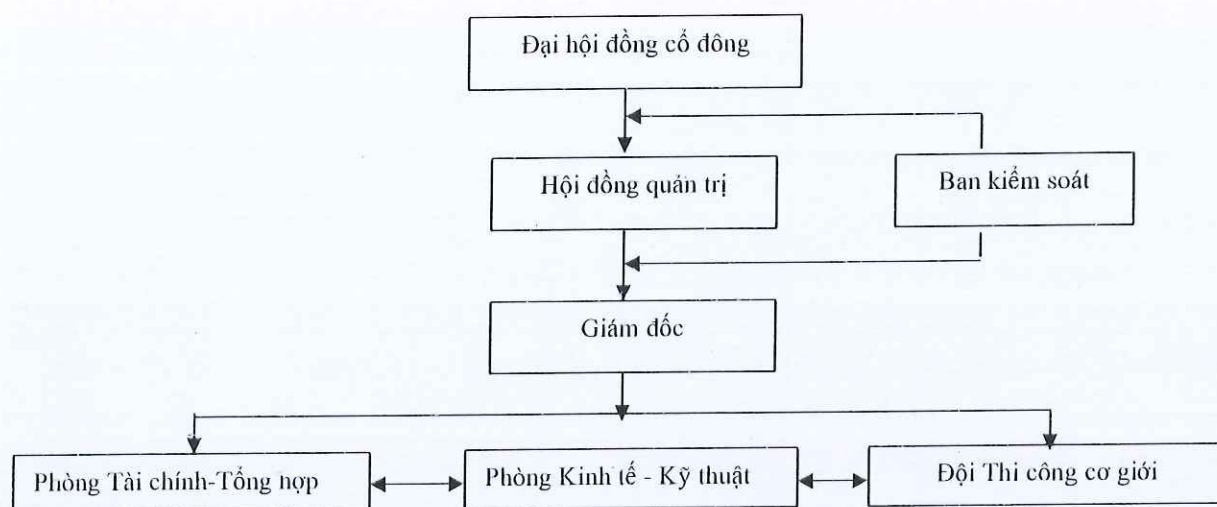 Đại hội đồng cổ đông
Hội đồng quản trị
Ban kiểm soát
Giám đốc
Phòng Tài chính-Tổng hợp
Phòng Kinh tế - Kỹ thuật
Đội Thi công cơ giới